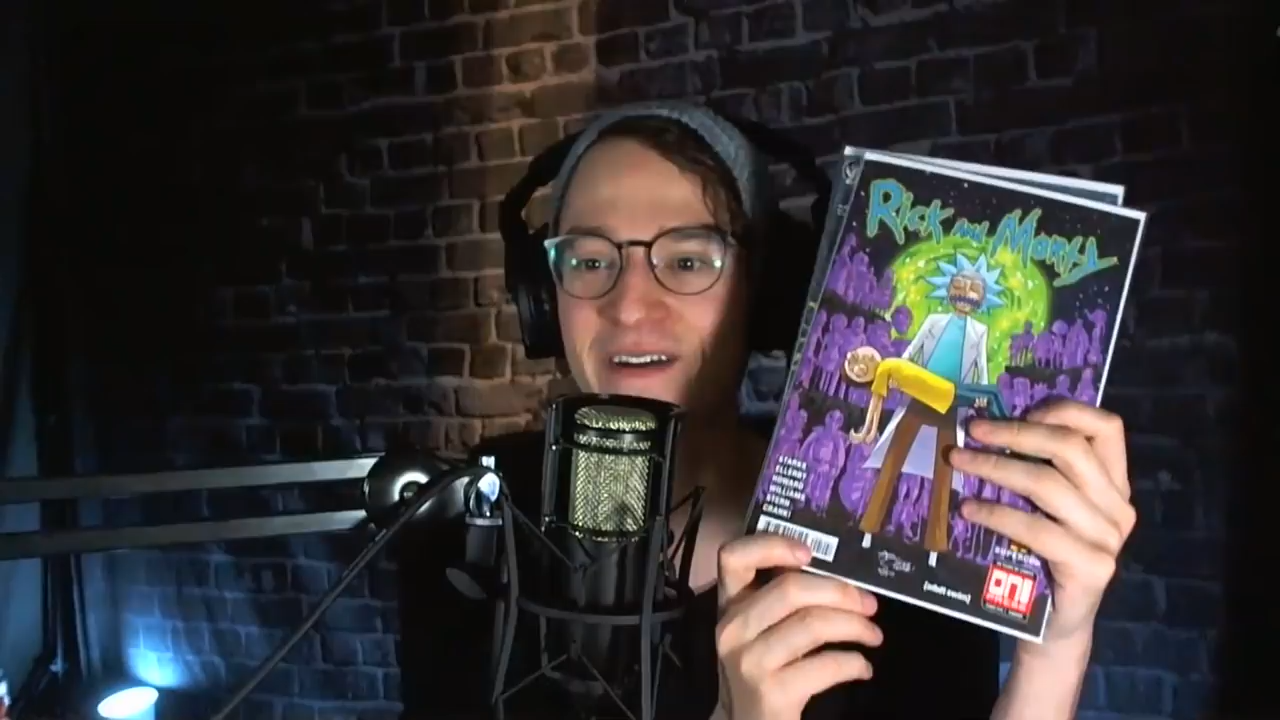 Rick and Morty
STARKS
ELLERBY
HOWARD
WILLIAMS
STERN
CRANK!
[adult swim]
ONI